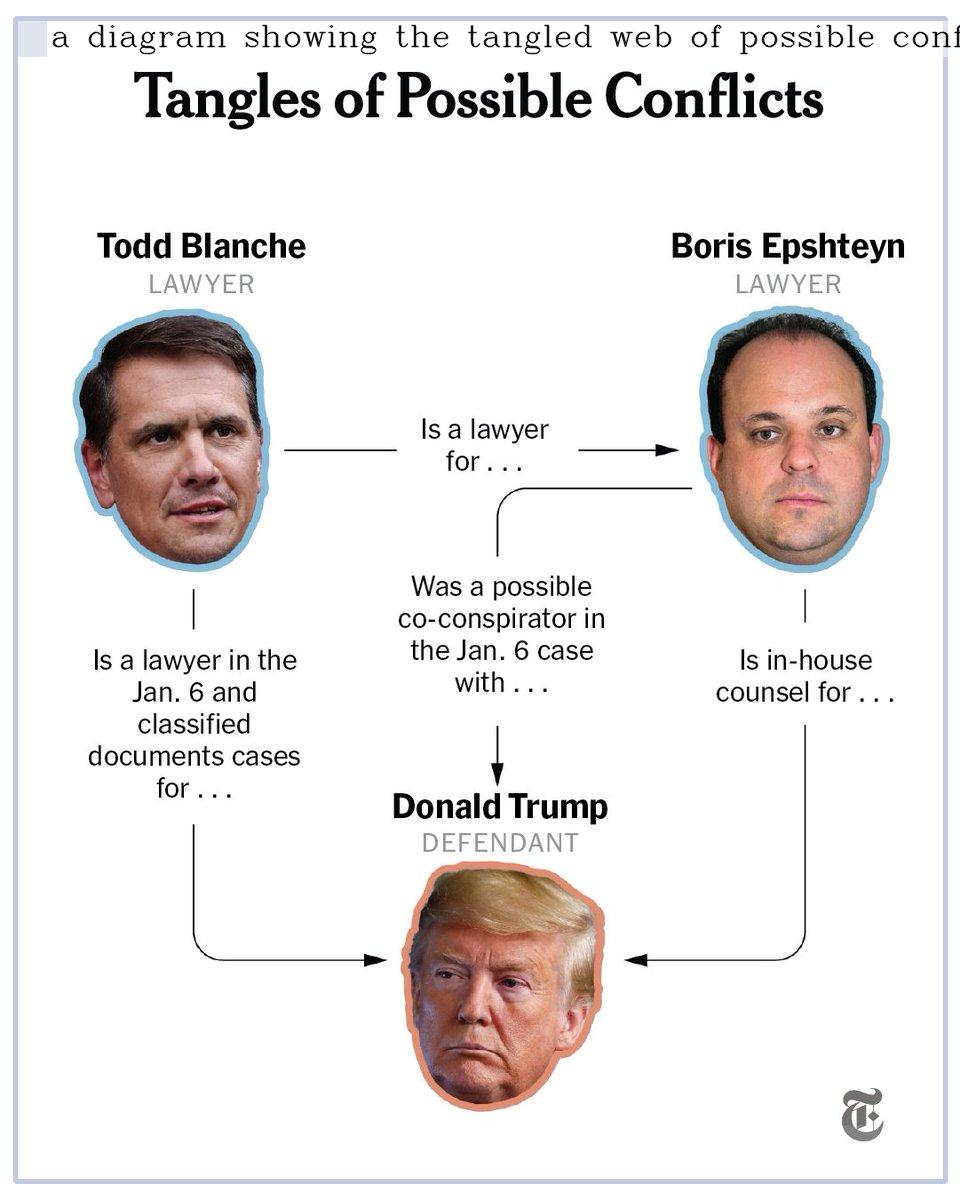 a diagram showing the tangled web of possible
Tangles of Possible Conflicts
Todd Blanche
LAWYER
Boris Epshteyn
LAWYER
Is a lawyer
for . . .
Was a possible
co-conspirator in
the Jan. 6 case
with . . .
Is a lawyer in the
Jan. 6 and
classified
documents cases
for . . .
Is in-house
counsel for . . .
Donald Trump
DEFENDANT
T